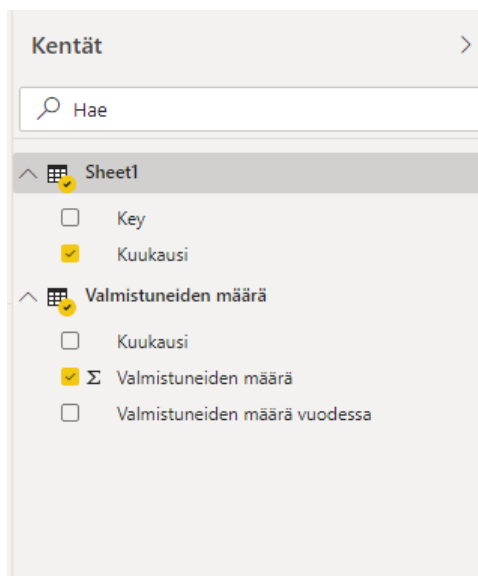 Kentät
Hae
Sheet1
Key
Kuukausi
Valmistuneiden määrä
Kuukausi
Σ Valmistuneiden määrä
Valmistuneiden määrä vuodessa